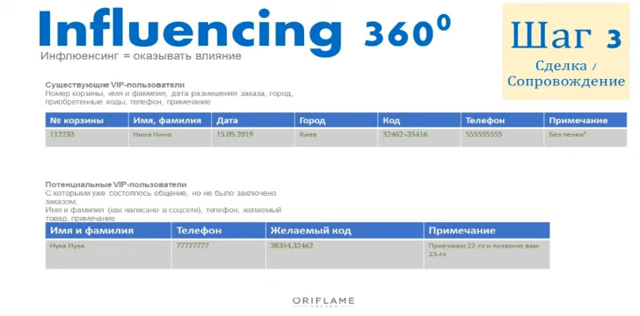 Influencing 360⁰
Инфлюенсинг = оказывать влияние
Шаг 3
Сделка /
Сопровождение
Существующие VIP-пользователи
Номер корзины, имя и фамилия, дата размещения заказа, город,
приобретенные коды, телефон, примечание
№ корзины Имя, фамилия Дата Город Код Телефон Примечание
112233 Нина Нина 15.05.2019 Киев 32462-35416 555555555 Без пенки*
Потенциальные VIP-пользователи
С которыми уже состоялось общение, но не было заключено
заказом;
Имя и фамилия (как написано в соцсети), телефон, желаемый
товар, примечание
Имя и фамилия Телефон Желаемый код Примечание
Нука Нука 77777777 38354,32462 Приезжаю 22-го и позвоню вам
23-го
ORIFLAME